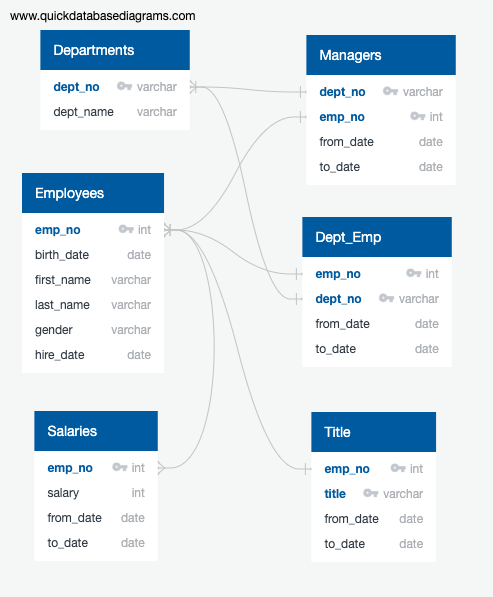 www.quickdatabasediagrams.com
Departments
dept_no varchar
dept_name varchar
Managers
dept_no varchar
emp_no int
from_date date
to_date date
Employees
emp_no int
birth_date date
first_name varchar
last_name varchar
gender varchar
hire_date date
Dept_Emp
emp_no int
dept_no varchar
from_date date
to_date date
Salaries
emp_no int
salary int
from_date date
to_date date
Title
emp_no int
title varchar
from_date date
to_date date